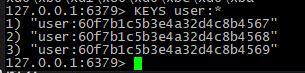 127.0.0.1:6379> KEYS user:*
1) "user:60f7b1c5b3e4a32d4c8b4567"
2) "user:60f7b1c5b3e4a32d4c8b4568"
3) "user:60f7b1c5b3e4a32d4c8b4569"
127.0.0.1:6379>